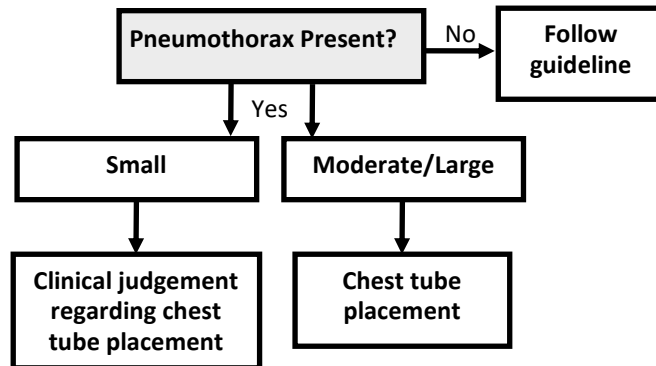 Pneumothorax Present?
No
Follow
guideline
Yes
Small
Moderate/Large
Clinical judgement
regarding chest
tube placement
Chest tube
placement